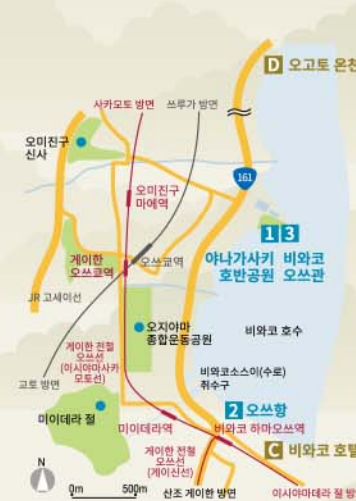 D 오고토 온천
사카모토 방면
쓰루가 방면
오미진구
신사
161
오미진구
마에역
1 3
야나가사키 비와코
호반공원 오쓰관
게이한
오쓰쿄역
오쓰쿄역
JR 고세이선
오지야마
종합운동공원
비와코 호수
게이한 전철
오쓰선
(이시야마사카
모토선)
비와코소스이(수로)
취수구
교토 방면
2 오쓰항
미이데라 절
미이데라역
비와코 하마오쓰역
게이한 전철
오쓰선
(게이신선)
C 비와코 호텔
N
0m 500m
산조 게이한 방면
이시야마데라 절 방